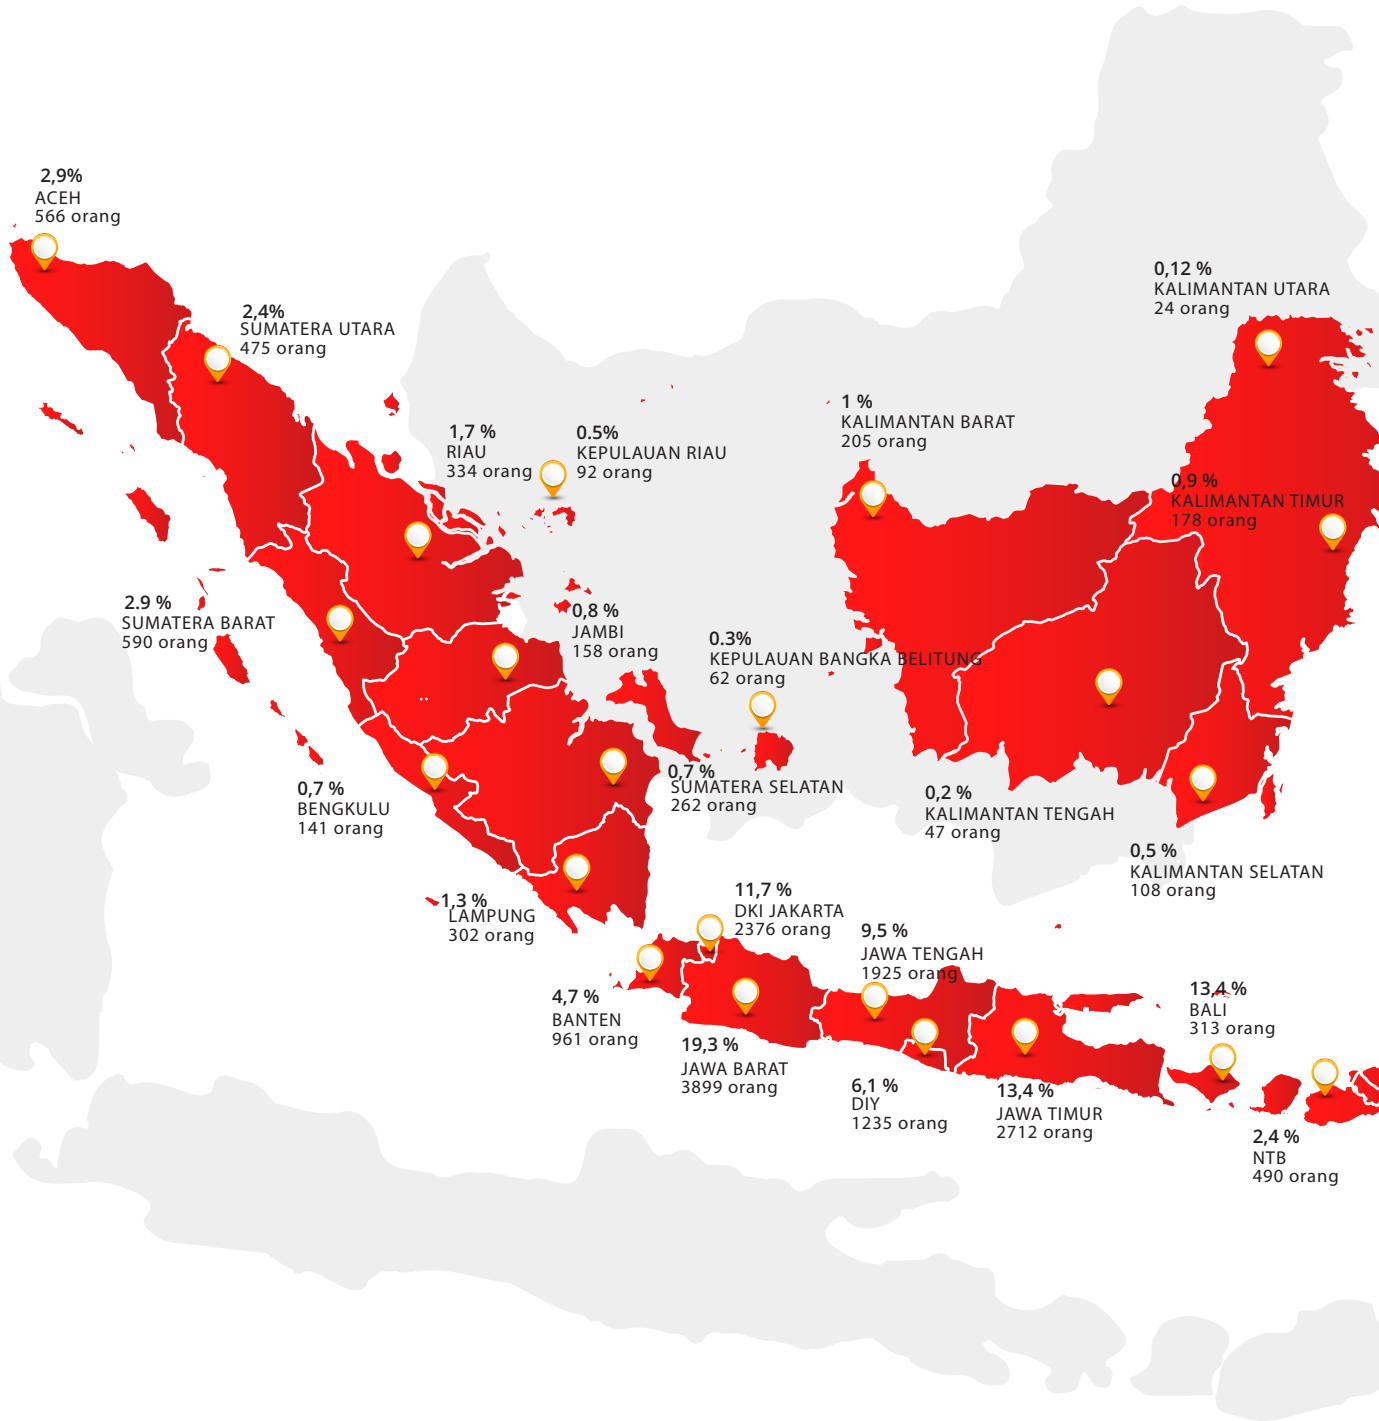 2,9%
ACEH
566 orang
2,4%
SUMATERA UTARA
475 orang
0,12 %
KALIMANTAN UTARA
24 orang
1,7 %
RIAU
334 orang
0.5%
KEPULAUAN RIAU
92 orang
1 %
KALIMANTAN BARAT
205 orang
0,9 %
KALIMANTAN TIMUR
178 orang
2.9 %
SUMATERA BARAT
590 orang
0,8 %
JAMBI
158 orang
0.3%
KEPULAUAN BANGKA BELITUNG
62 orang
0,7 %
BENGKULU
141 orang
0,7 %
SUMATERA SELATAN
262 orang
0,2 %
KALIMANTAN TENGAH
47 orang
0,5 %
KALIMANTAN SELATAN
108 orang
1,3 %
LAMPUNG
302 orang
11,7 %
DKI JAKARTA
2376 orang
9,5 %
JAWA TENGAH
1925 orang
4,7 %
BANTEN
961 orang
19,3 %
JAWA BARAT
3899 orang
6,1 %
DIY
1235 orang
13,4 %
JAWA TIMUR
2712 orang
13,4 %
BALI
313 orang
2,4 %
NTB
490 orang